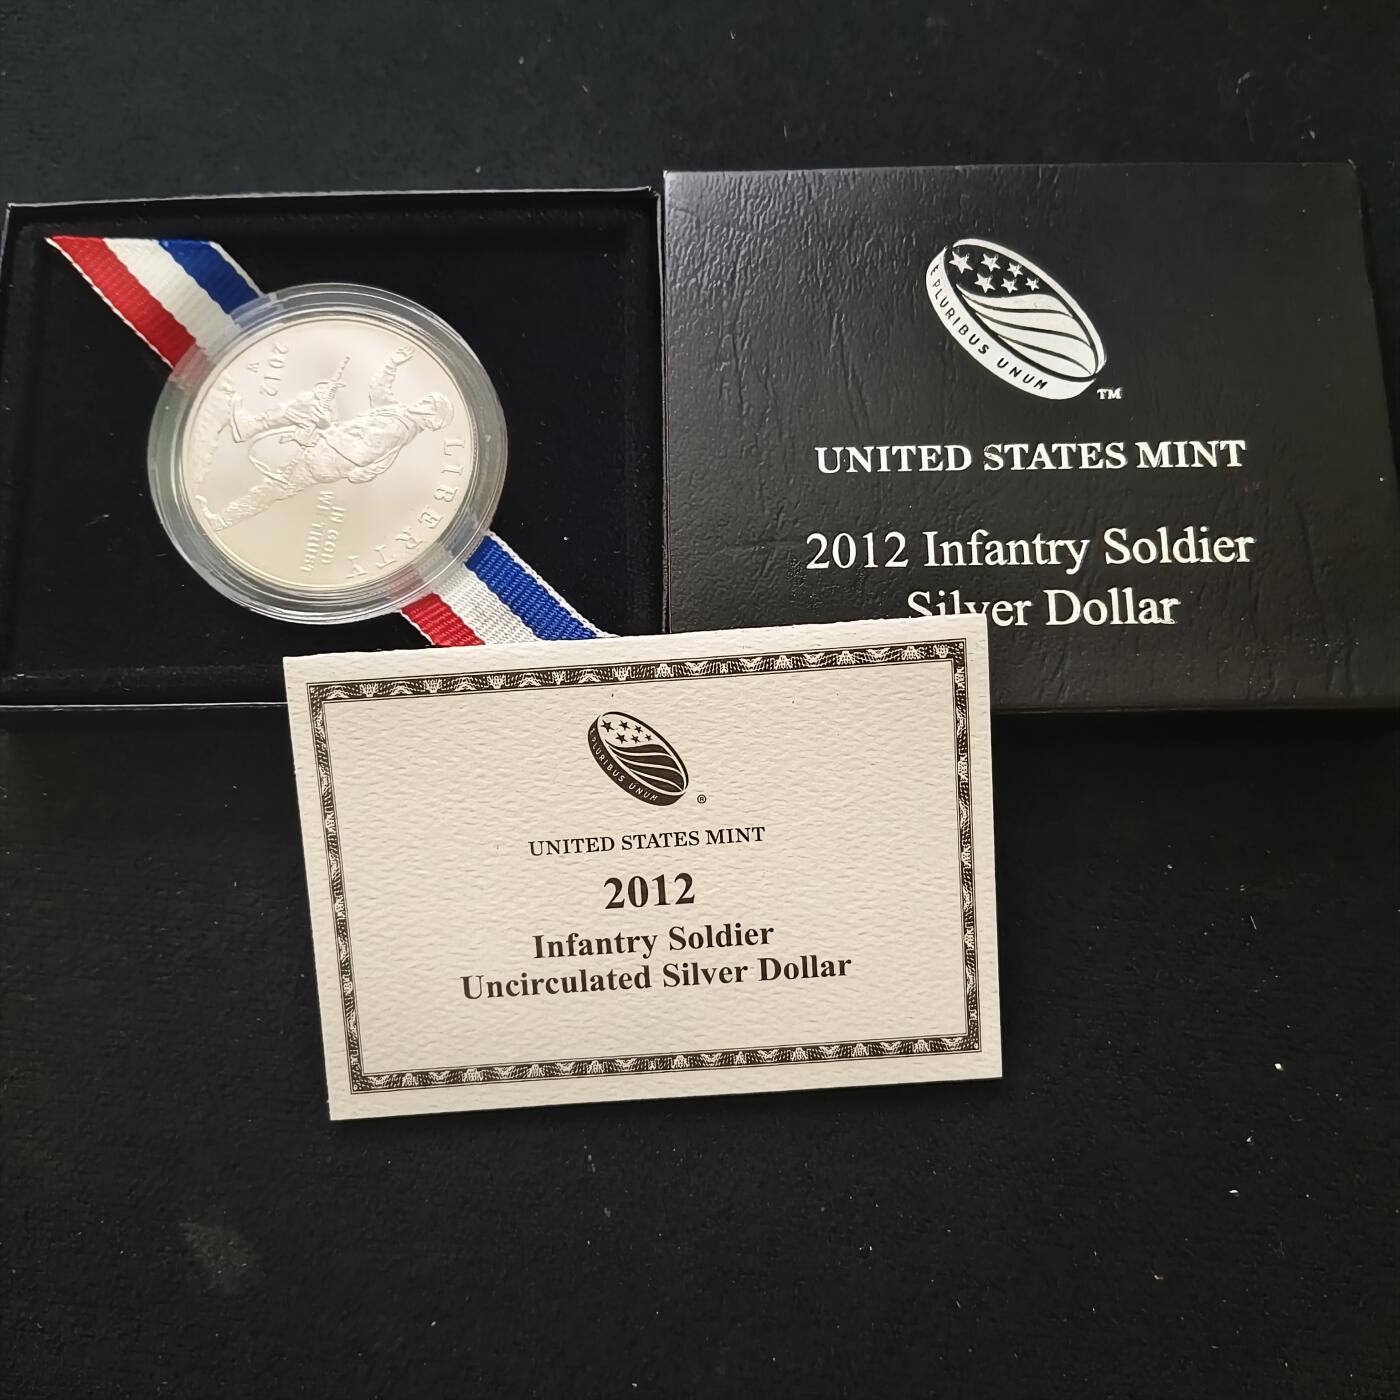 LIBERTY
IN GOD
WE TRUST
2012
W
E PLURIBUS UNUM
TM
UNITED STATES MINT
2012 Infantry Soldier
Silver Dollar
E PLURIBUS UNUM
®
UNITED STATES MINT
2012
Infantry Soldier
Uncirculated Silver Dollar